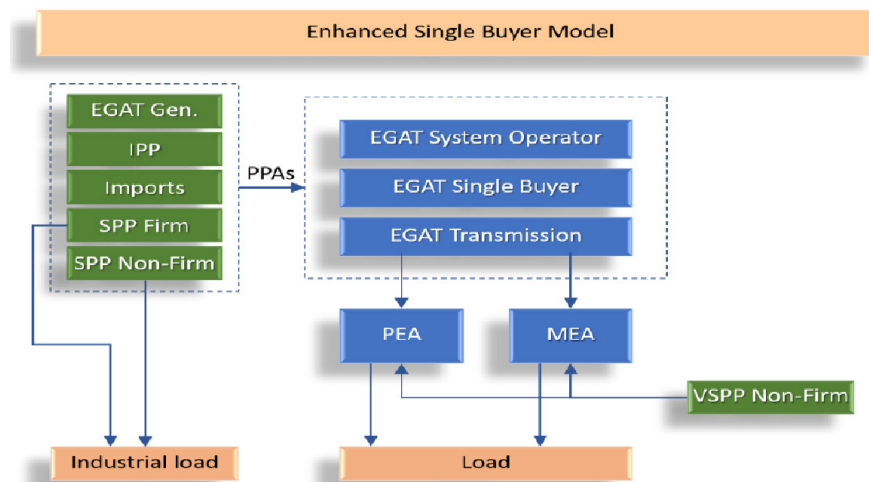 Enhanced Single Buyer Model
EGAT Gen.
IPP
Imports
SPP Firm
SPP Non-Firm
PPAs
EGAT System Operator
EGAT Single Buyer
EGAT Transmission
PEA
MEA
VSPP Non-Firm
Industrial load
Load